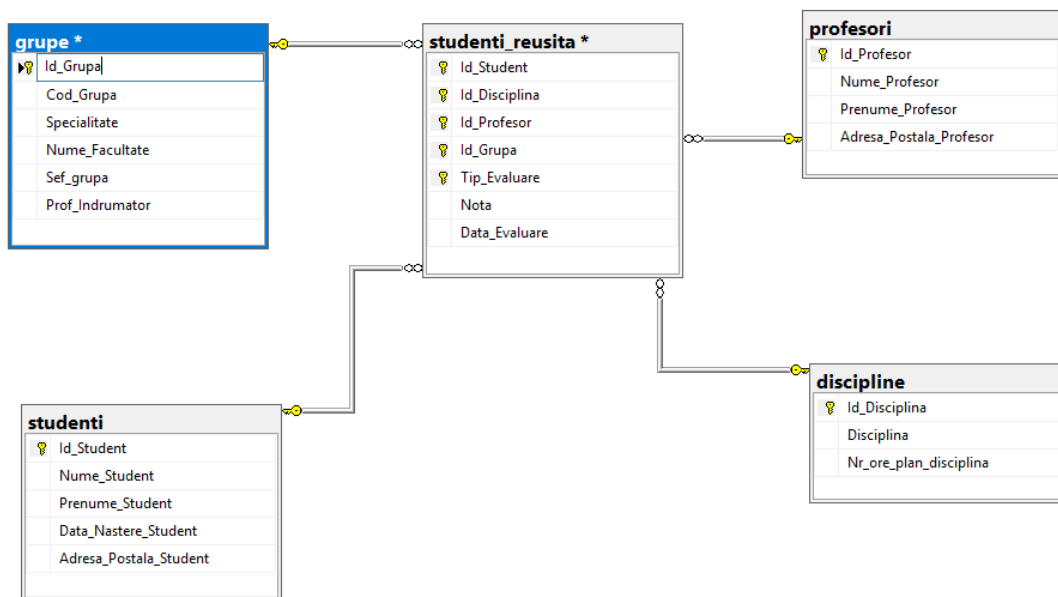 grupe *
Id_Grupa
Cod_Grupa
Specialitate
Nume_Facultate
Sef_grupa
Prof_Indrumator
studenti_reusita *
Id_Student
Id_Disciplina
Id_Profesor
Id_Grupa
Tip_Evaluare
Nota
Data_Evaluare
profesori
Id_Profesor
Nume_Profesor
Prenume_Profesor
Adresa_Postala_Profesor
studenti
Id_Student
Nume_Student
Prenume_Student
Data_Nastere_Student
Adresa_Postala_Student
discipline
Id_Disciplina
Disciplina
Nr_ore_plan_disciplina